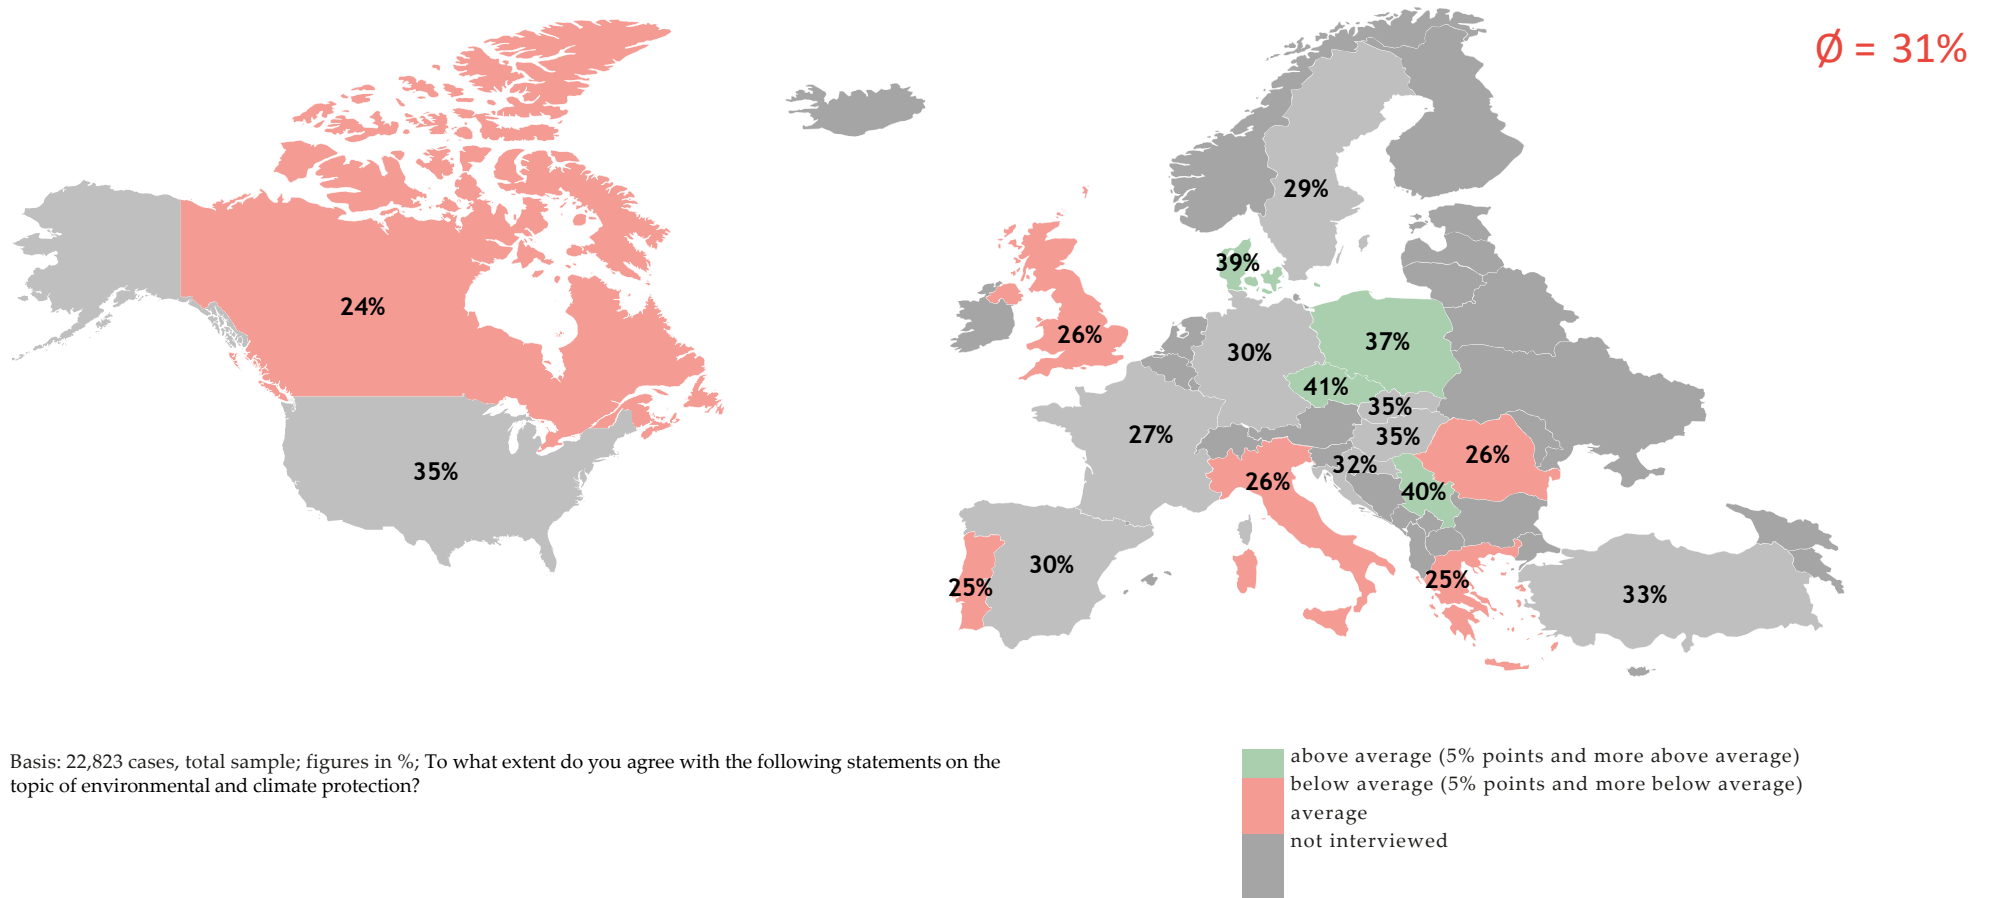 Ø = 31%
29%
39%
24%
26%
37%
30%
41%
35%
35%
27%
32%
26%
26%
35%
40%
30%
25%
25%
33%
Basis: 22,823 cases, total sample; figures in %; To what extent do you agree with the following statements on the
topic of environmental and climate protection?
above average (5% points and more above average)
below average (5% points and more below average)
average
not interviewed